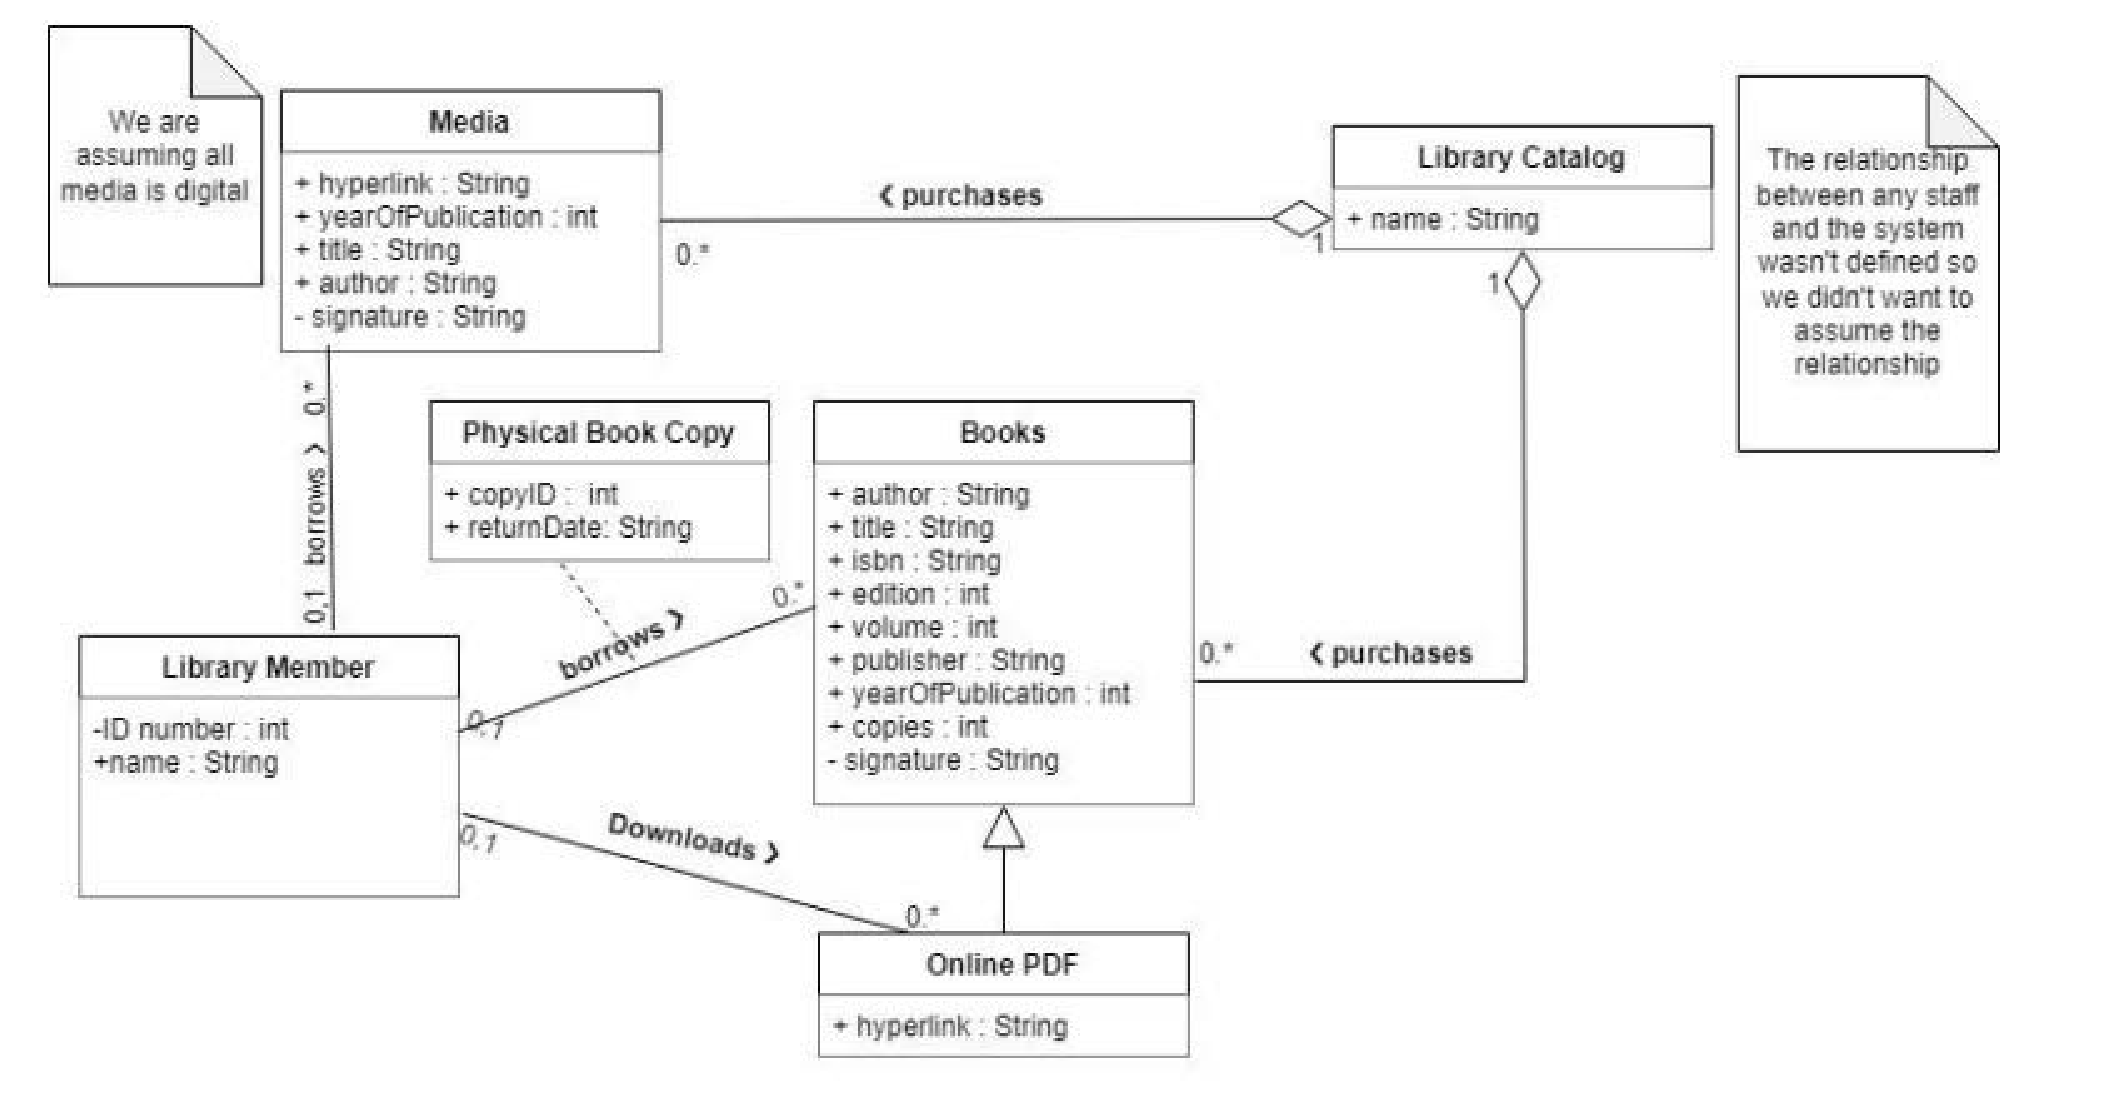 We are
assuming all
media is digital
Media
+ hyperlink : String
+ yearOfPublication : int
+ title : String
+ author : String
- signature : String
❮ purchases
0.*
1
Library Catalog
+ name : String
1
The relationship
between any staff
and the system
wasn't defined so
we didn't want to
assume the
relationship
0.*
borrows ❯
0,1
Physical Book Copy
+ copyID : int
+ returnDate: String
Books
+ author : String
+ title : String
+ isbn : String
+ edition : int
+ volume : int
+ publisher : String
+ yearOfPublication : int
+ copies : int
- signature : String
0.*
borrows ❯
0,1
0.*
❮ purchases
Library Member
-ID number : int
+name : String
0,1
Downloads ❯
0.*
Online PDF
+ hyperlink : String